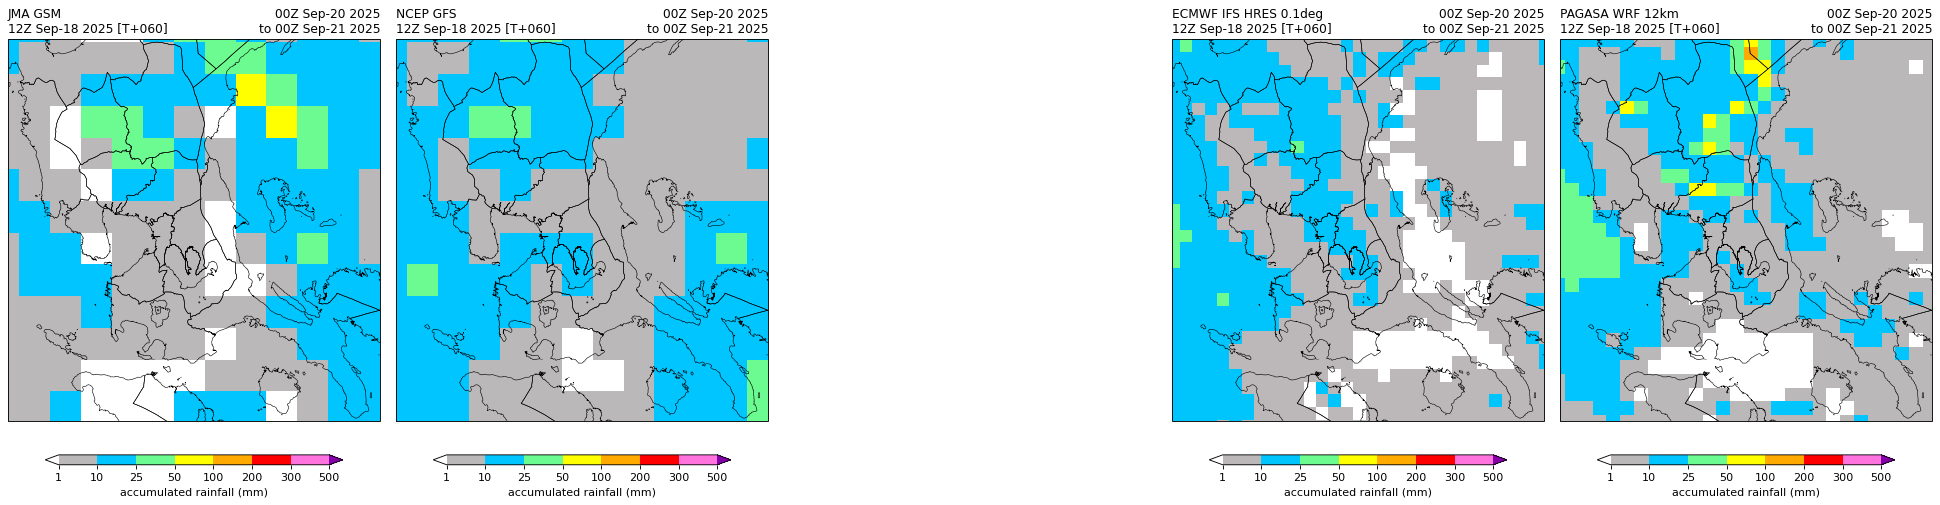 JMA GSM 00Z Sep-20 2025
12Z Sep-18 2025 [T+060] to 00Z Sep-21 2025
1 10 25 50 100 200 300 500
accumulated rainfall (mm)
NCEP GFS 00Z Sep-20 2025
12Z Sep-18 2025 [T+060] to 00Z Sep-21 2025
1 10 25 50 100 200 300 500
accumulated rainfall (mm)
ECMWF IFS HRES 0.1deg 00Z Sep-20 2025
12Z Sep-18 2025 [T+060] to 00Z Sep-21 2025
1 10 25 50 100 200 300 500
accumulated rainfall (mm)
PAGASA WRF 12km 00Z Sep-20 2025
12Z Sep-18 2025 [T+060] to 00Z Sep-21 2025
1 10 25 50 100 200 300 500
accumulated rainfall (mm)